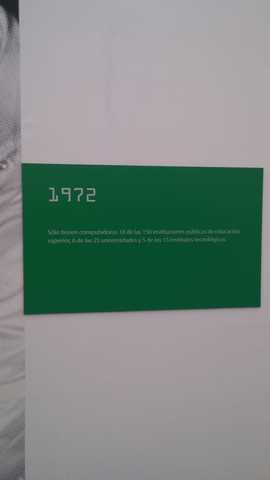 1972
Sólo tienen computadoras: 18 de las 150 instituciones públicas de educación
superior, 6 de las 25 universidades y 5 de los 15 institutos tecnológicos.